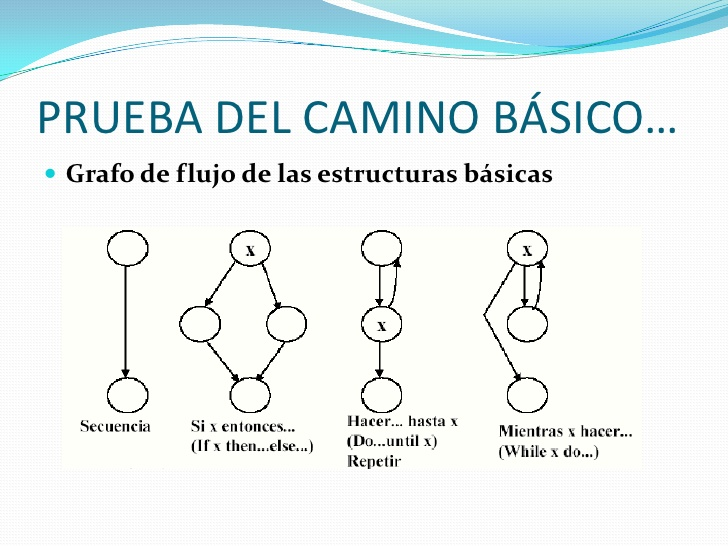 PRUEBA DEL CAMINO BÁSICO…
Grafo de flujo de las estructuras básicas
x
x
x
Secuencia
Si x entonces...
(If x then...else...)
Hacer... hasta x
(Do...until x)
Repetir
Mientras x hacer...
(While x do...)